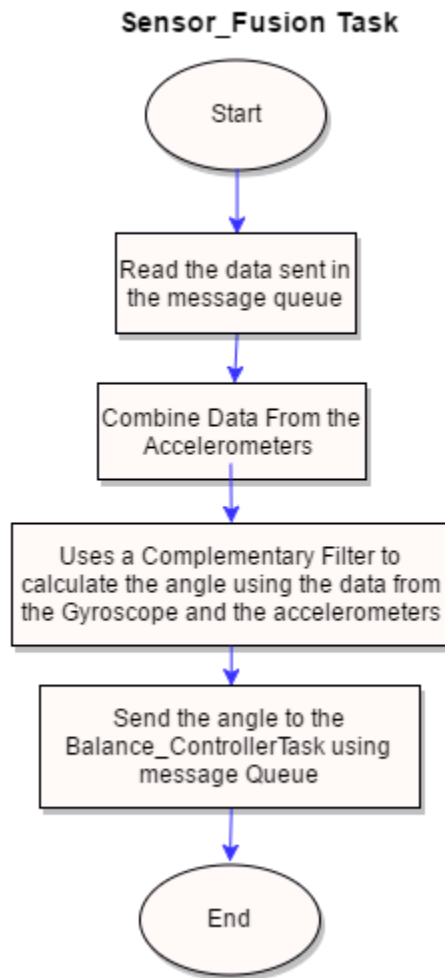 Sensor_Fusion Task
Start
Read the data sent in
the message queue
Combine Data From the
Accelerometers
Uses a Complementary Filter to
calculate the angle using the data from
the Gyroscope and the accelerometers
Send the angle to the
Balance_ControllerTask using
message Queue
End